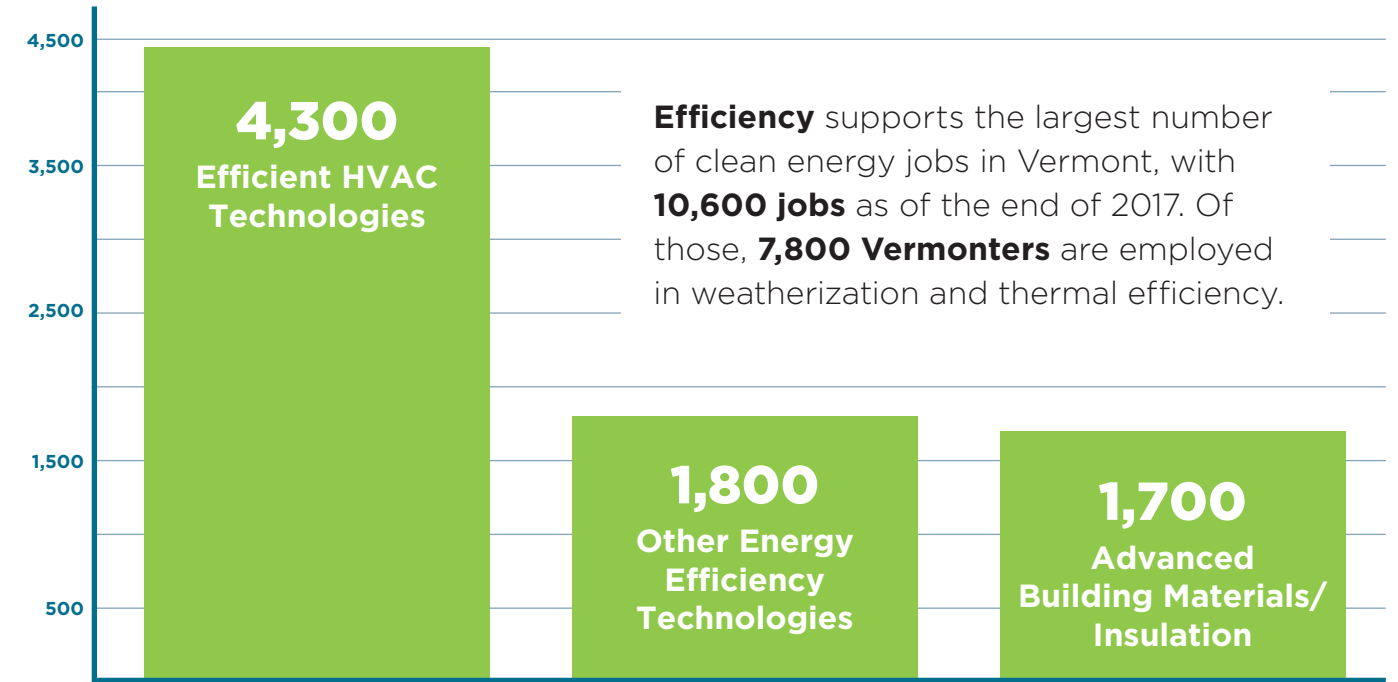 4,500
3,500
2,500
1,500
500
4,300
Efficient HVAC
Technologies
Efficiency supports the largest number
of clean energy jobs in Vermont, with
10,600 jobs as of the end of 2017. Of
those, 7,800 Vermonters are employed
in weatherization and thermal efficiency.
1,800
Other Energy
Efficiency
Technologies
1,700
Advanced
Building Materials/
Insulation